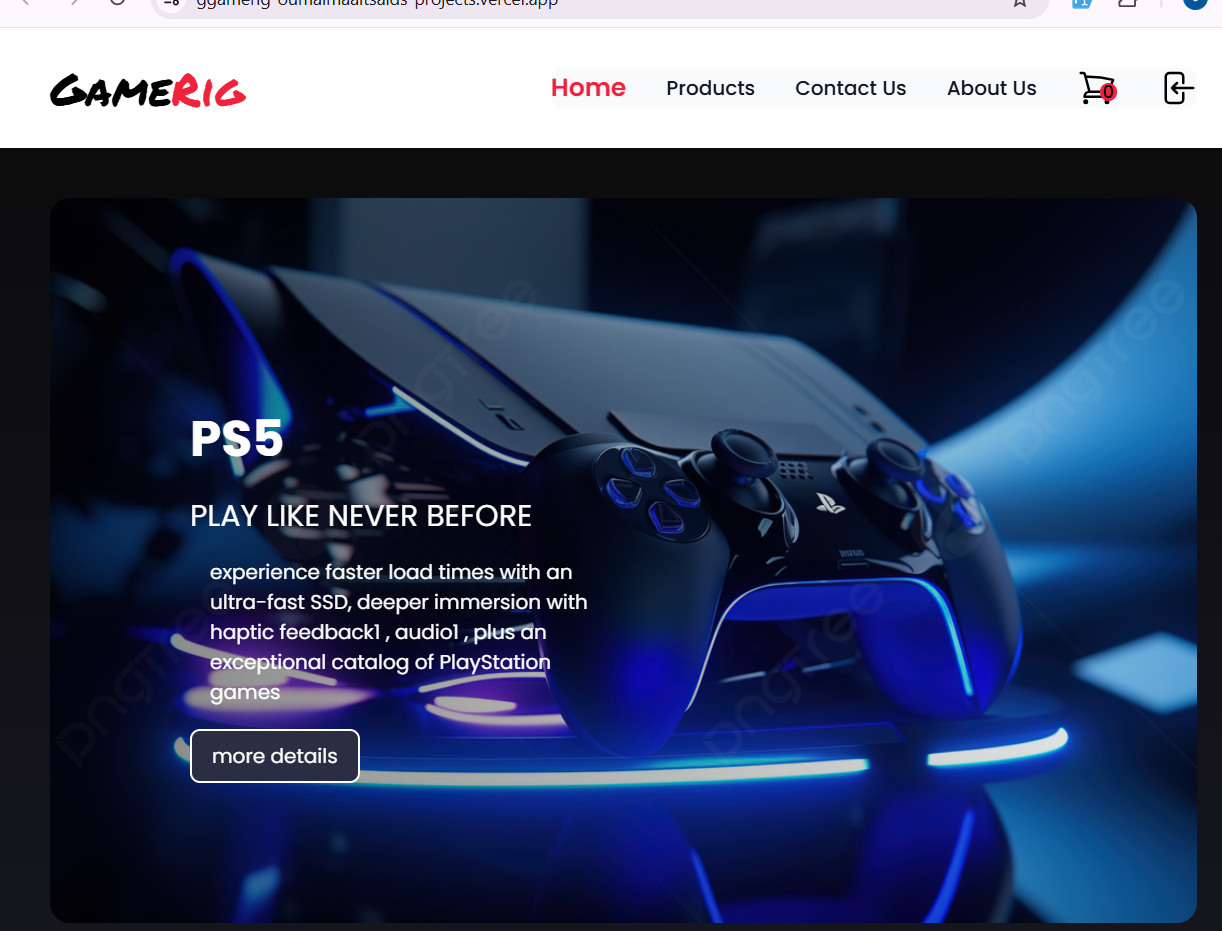 ggameng-oumaimaaitsaids-projects.vercel.app
GAMERIG
Home
Products
Contact Us
About Us
0
PS5
PLAY LIKE NEVER BEFORE
experience faster load times with an
ultra-fast SSD, deeper immersion with
haptic feedback1 , audio1 , plus an
exceptional catalog of PlayStation
games
more details
pngtree
pngtree
pngtree
pngtree